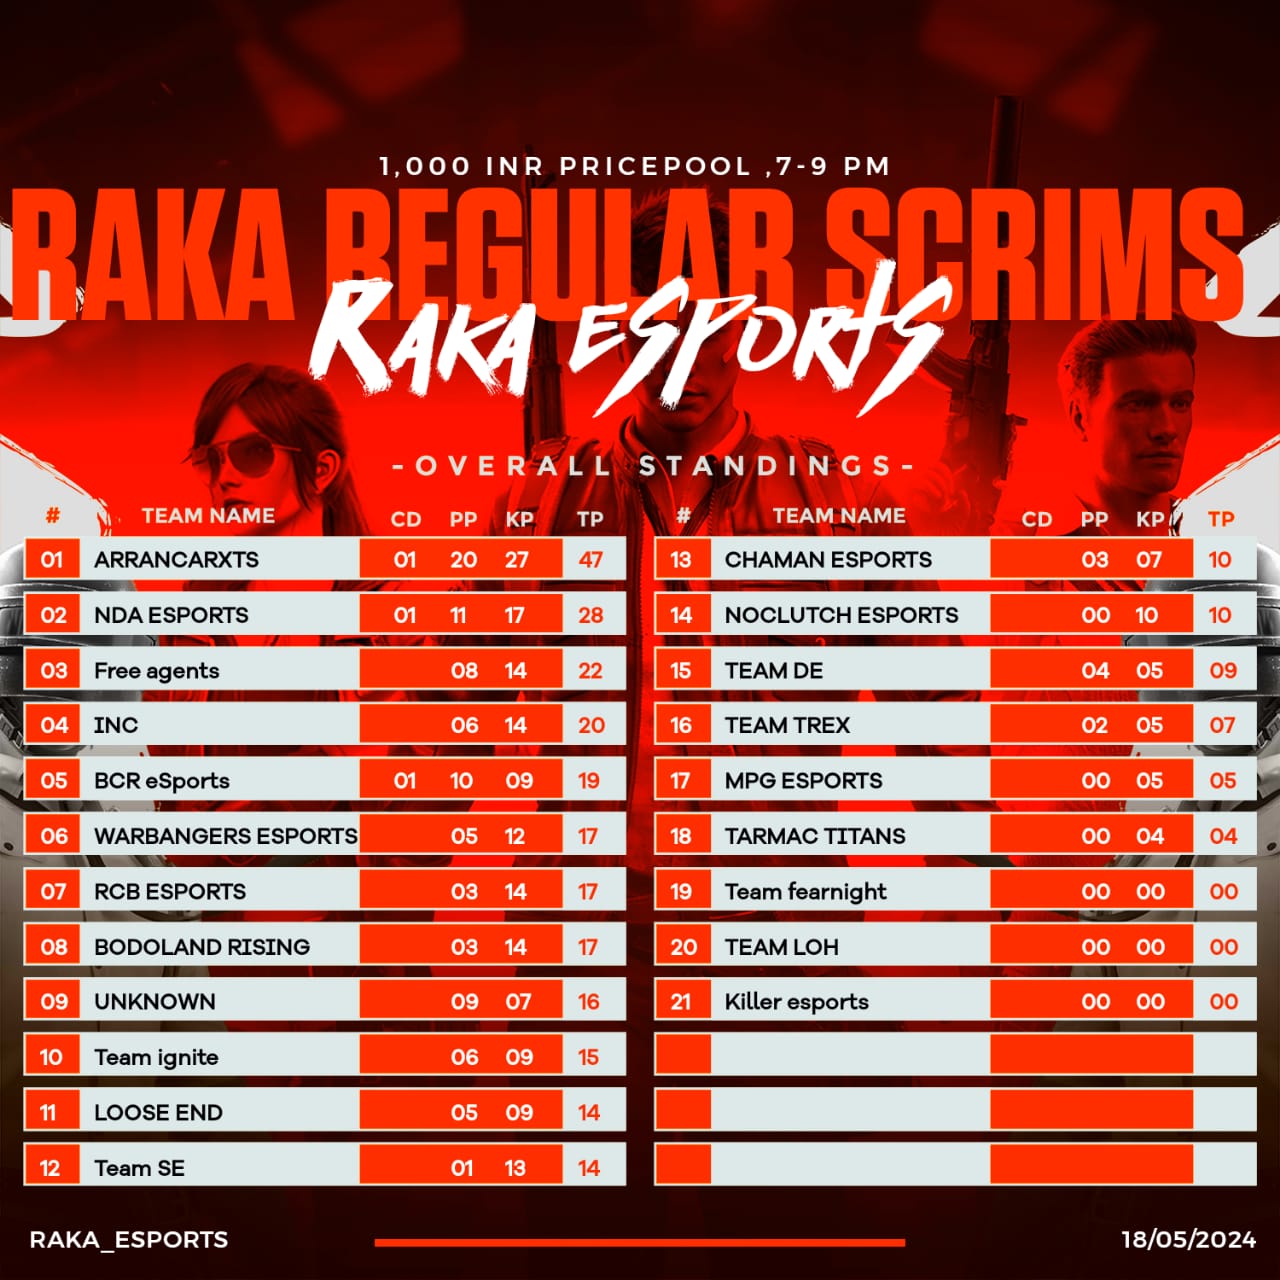 1,000 INR PRICEPOOL ,7-9 PM
RAKA REGULAR SCRIMS
RAKA ESPORTS
-OVERALL STANDINGS-
# TEAM NAME CD PP KP TP
01 ARRANCARXTS 01 20 27 47
02 NDA ESPORTS 01 11 17 28
03 Free agents 08 14 22
04 INC 06 14 20
05 BCR eSports 01 10 09 19
06 WARBANGERS ESPORTS 05 12 17
07 RCB ESPORTS 03 14 17
08 BODOLAND RISING 03 14 17
09 UNKNOWN 09 07 16
10 Team ignite 06 09 15
11 LOOSE END 05 09 14
12 Team SE 01 13 14
# TEAM NAME CD PP KP TP
13 CHAMAN ESPORTS 03 07 10
14 NOCLUTCH ESPORTS 00 10 10
15 TEAM DE 04 05 09
16 TEAM TREX 02 05 07
17 MPG ESPORTS 00 05 05
18 TARMAC TITANS 00 04 04
19 Team fearnight 00 00 00
20 TEAM LOH 00 00 00
21 Killer esports 00 00 00
RAKA_ESPORTS
18/05/2024